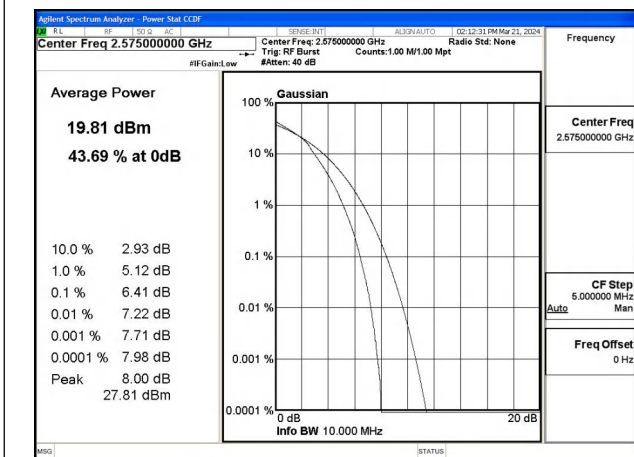 Agilent Spectrum Analyzer - Power Stat CCDF
RL RF 50 Ω AC SENSE:INT ALIGN AUTO 02:12:31 PM Mar 21, 2024
Center Freq 2.575000000 GHz
Center Freq: 2.575000000 GHz Radio Std: None
Trig: RF Burst Counts:1.00 M/1.00 Mpt
#IFGain:Low #Atten: 40 dB
Frequency
Average Power
19.81 dBm
43.69 % at 0dB
10.0 % 2.93 dB
1.0 % 5.12 dB
0.1 % 6.41 dB
0.01 % 7.22 dB
0.001 % 7.71 dB
0.0001 % 7.98 dB
Peak 8.00 dB
27.81 dBm
Gaussian
100 %
10 %
1 %
0.1 %
0.01 %
0.001 %
0.0001 %
0 dB 20 dB
Info BW 10.000 MHz
Center Freq
2.575000000 GHz
CF Step
5.000000 MHz
Auto Man
Freq Offset
0 Hz
MSG STATUS